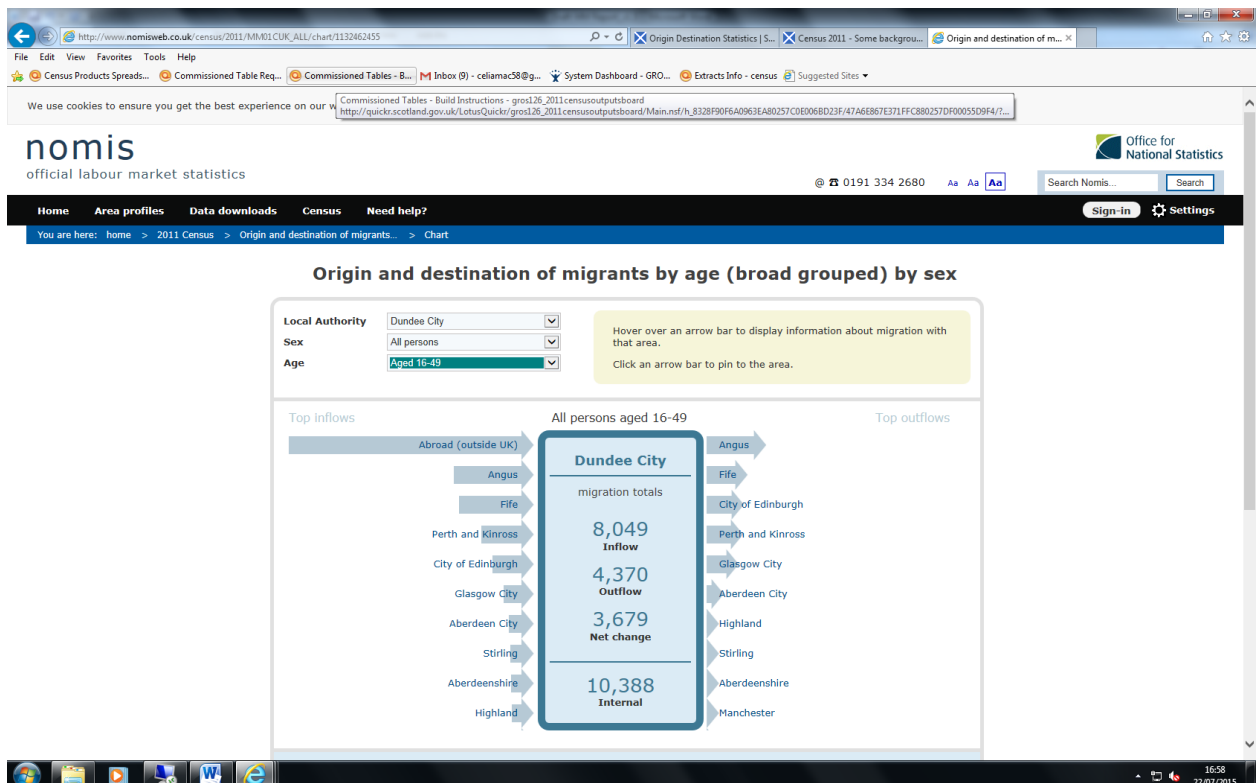 http://www.nomisweb.co.uk/census/2011/MM01CUK_ALL/chart/1132462455
Origin Destination Statistics | S...
Census 2011 - Some backgrou...
Origin and destination of m...
File Edit View Favorites Tools Help
Census Products Spreads...
Commissioned Table Req...
Commissioned Tables - B...
Inbox (9) - celiamac58@g...
System Dashboard - GRO...
Extracts Info - census
Suggested Sites
We use cookies to ensure you get the best experience on our w
Commissioned Tables - Build Instructions - gros126_2011censusoutputsboard
http://quickr.scotland.gov.uk/LotusQuickr/gros126_2011censusoutputsboard/Main.nsf/h_8328F90F6A0963EA80257C0E006BD23F/47A6E867E371FFC880257DF00055D9F4/?...
nomis
official labour market statistics
Office for
National Statistics
@ ☎ 0191 334 2680 Aa Aa Aa
Search Nomis...
Search
Home Area profiles Data downloads Census Need help?
Sign-in Settings
You are here: home > 2011 Census > Origin and destination of migrants... > Chart
Origin and destination of migrants by age (broad grouped) by sex
Local Authority Dundee City
Sex All persons
Age Aged 16-49
Hover over an arrow bar to display information about migration with
that area.
Click an arrow bar to pin to the area.
Top inflows
All persons aged 16-49
Top outflows
Abroad (outside UK)
Angus
Fife
Perth and Kinross
City of Edinburgh
Glasgow City
Aberdeen City
Stirling
Aberdeenshire
Highland
Dundee City
migration totals
8,049
Inflow
4,370
Outflow
3,679
Net change
10,388
Internal
Angus
Fife
City of Edinburgh
Perth and Kinross
Glasgow City
Aberdeen City
Highland
Stirling
Aberdeenshire
Manchester
16:58
22/07/2015